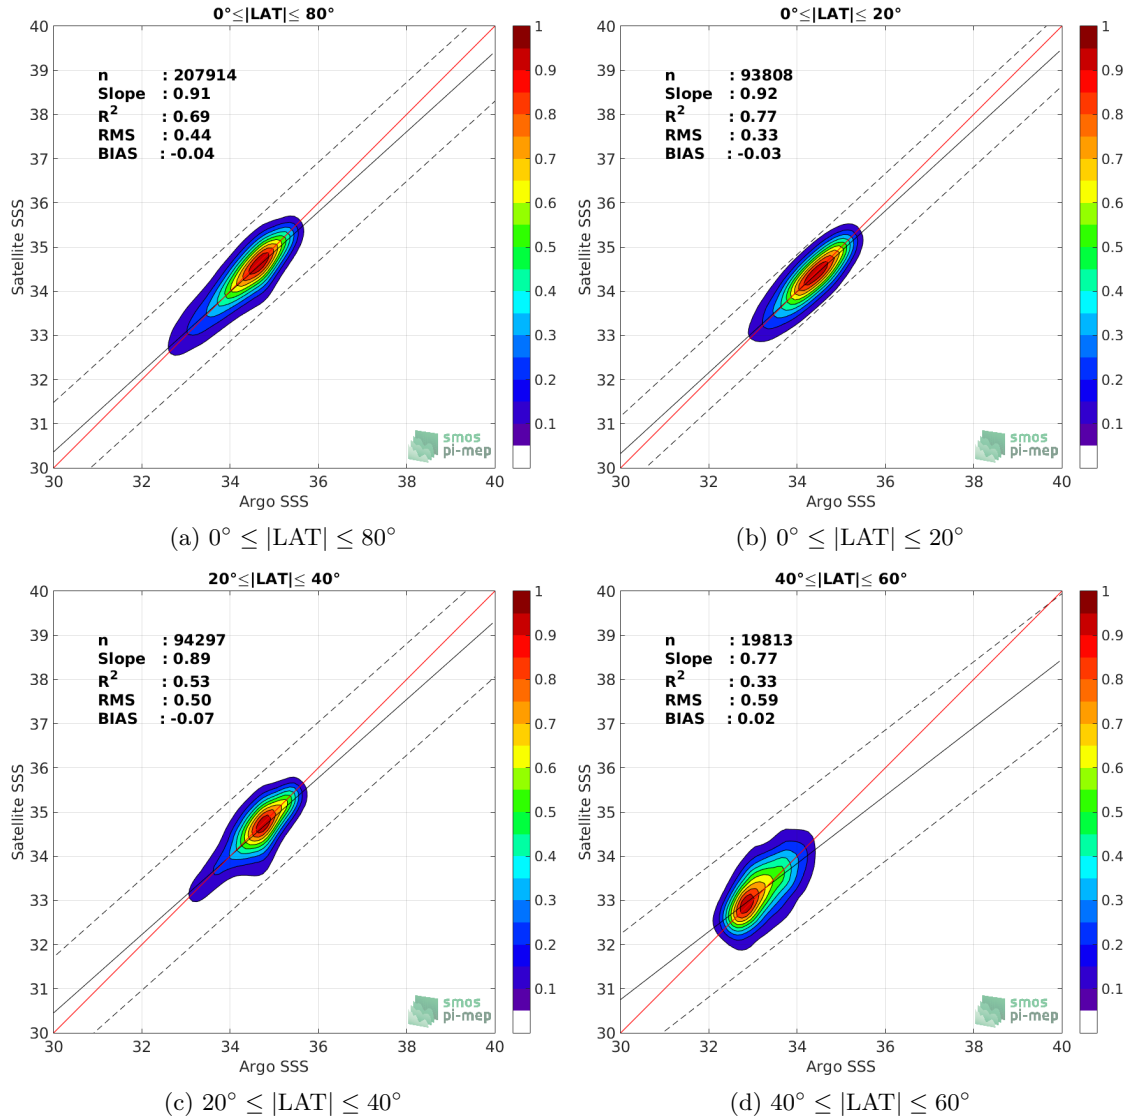 0°≤|LAT|≤ 80°
40
39
38
37
36
35
34
33
32
31
30
Satellite SSS
n : 207914
Slope : 0.91
R² : 0.69
RMS : 0.44
BIAS : -0.04
smos
pi-mep
30 32 34 36 38 40
Argo SSS
1
0.9
0.8
0.7
0.6
0.5
0.4
0.3
0.2
0.1
(a) 0° ≤ |LAT| ≤ 80°
0°≤|LAT|≤ 20°
40
39
38
37
36
35
34
33
32
31
30
Satellite SSS
n : 93808
Slope : 0.92
R² : 0.77
RMS : 0.33
BIAS : -0.03
smos
pi-mep
30 32 34 36 38 40
Argo SSS
1
0.9
0.8
0.7
0.6
0.5
0.4
0.3
0.2
0.1
(b) 0° ≤ |LAT| ≤ 20°
20°≤|LAT|≤ 40°
40
39
38
37
36
35
34
33
32
31
30
Satellite SSS
n : 94297
Slope : 0.89
R² : 0.53
RMS : 0.50
BIAS : -0.07
smos
pi-mep
30 32 34 36 38 40
Argo SSS
1
0.9
0.8
0.7
0.6
0.5
0.4
0.3
0.2
0.1
(c) 20° ≤ |LAT| ≤ 40°
40°≤|LAT|≤ 60°
40
39
38
37
36
35
34
33
32
31
30
Satellite SSS
n : 19813
Slope : 0.77
R² : 0.33
RMS : 0.59
BIAS : 0.02
smos
pi-mep
30 32 34 36 38 40
Argo SSS
1
0.9
0.8
0.7
0.6
0.5
0.4
0.3
0.2
0.1
(d) 40° ≤ |LAT| ≤ 60°